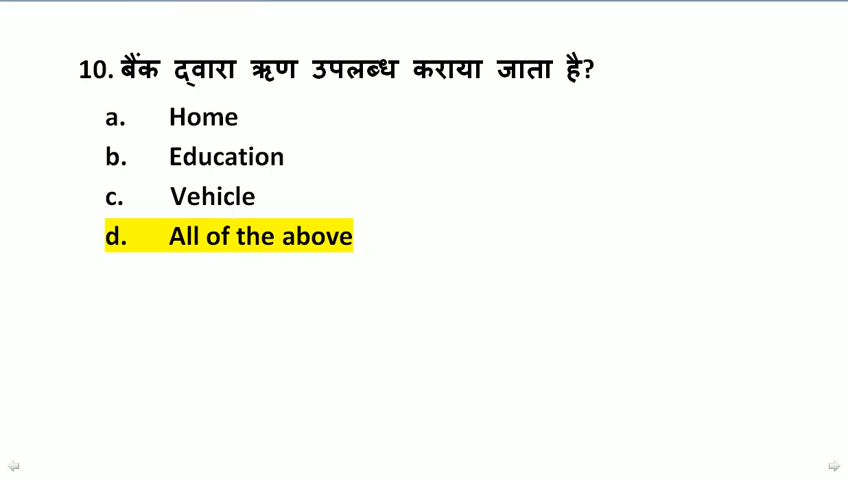 10. बैंक द्वारा ऋण उपलब्ध कराया जाता है?
a. Home
b. Education
c. Vehicle
d. All of the above